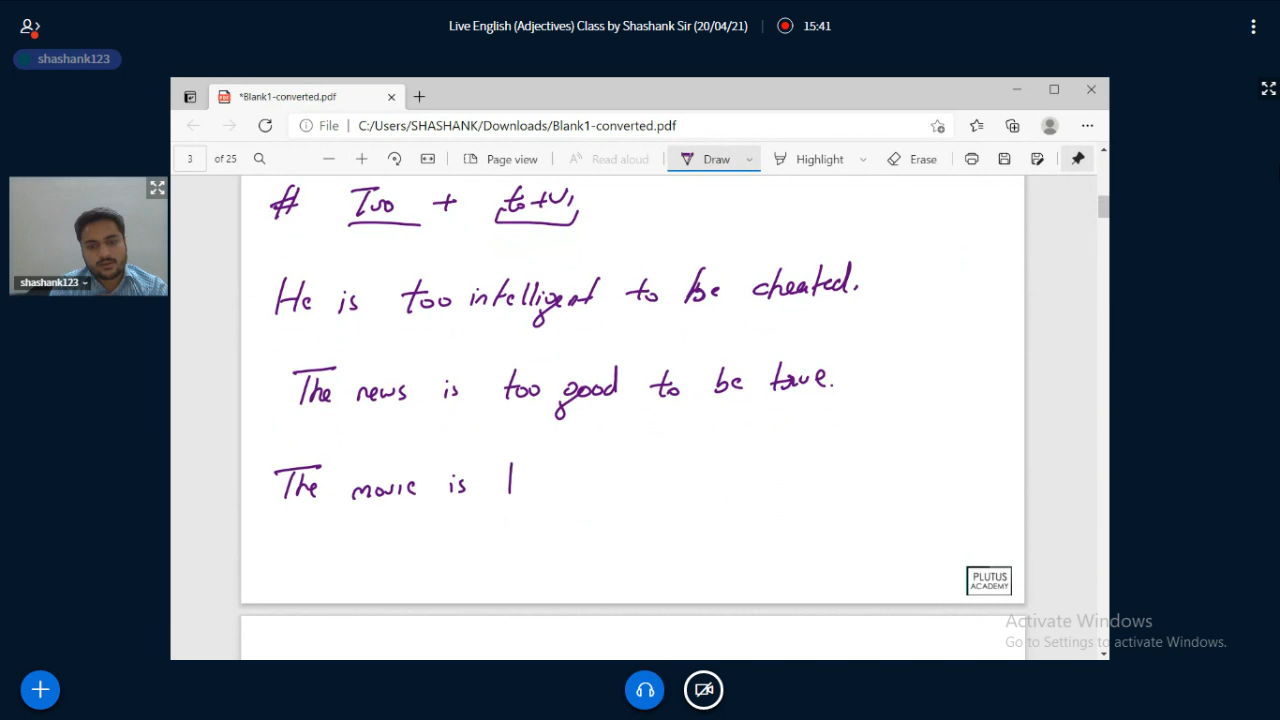 Live English (Adjectives) Class by Shashank Sir (20/04/21)
15:41
shashank123
*Blank1-converted.pdf
File C:/Users/SHASHANK/Downloads/Blank1-converted.pdf
3 of 25 Page view Read aloud Draw Highlight Erase
# Too + to+V1
He is too intelligent to be cheated.
The news is too good to be true.
The movie is
shashank123
PLUTUS
ACADEMY
Activate Windows
Go to Settings to activate Windows.